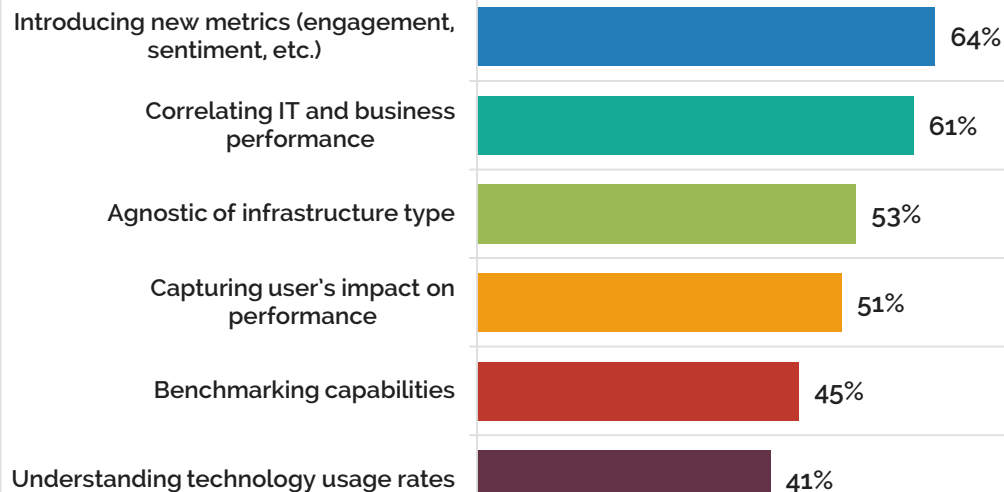 Introducing new metrics (engagement,
sentiment, etc.)
64%
Correlating IT and business
performance
61%
Agnostic of infrastructure type
53%
Capturing user's impact on
performance
51%
Benchmarking capabilities
45%
Understanding technology usage rates
41%